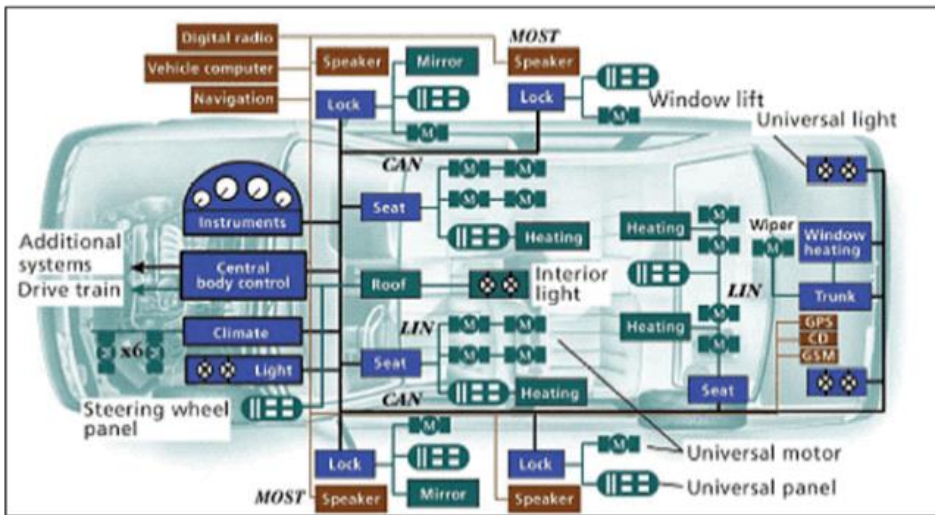 Digital radio
Vehicle computer
Navigation
Speaker
Mirror
MOST
Speaker
Lock
Lock
M
M
Window lift
Universal light
CAN
M
M
Seat
M
M
Heating
Instruments
Additional
systems
Drive train
Central
body control
Roof
Interior
light
Heating
M
M
Wiper
M
Window
heating
LIN
Trunk
Climate
x6
Light
LIN
M
M
Seat
M
M
Heating
CAN
Heating
M
M
Seat
GPS
CD
GSM
Steering wheel
panel
Lock
M
Mirror
MOST
Speaker
Lock
M
Speaker
Universal motor
Universal panel